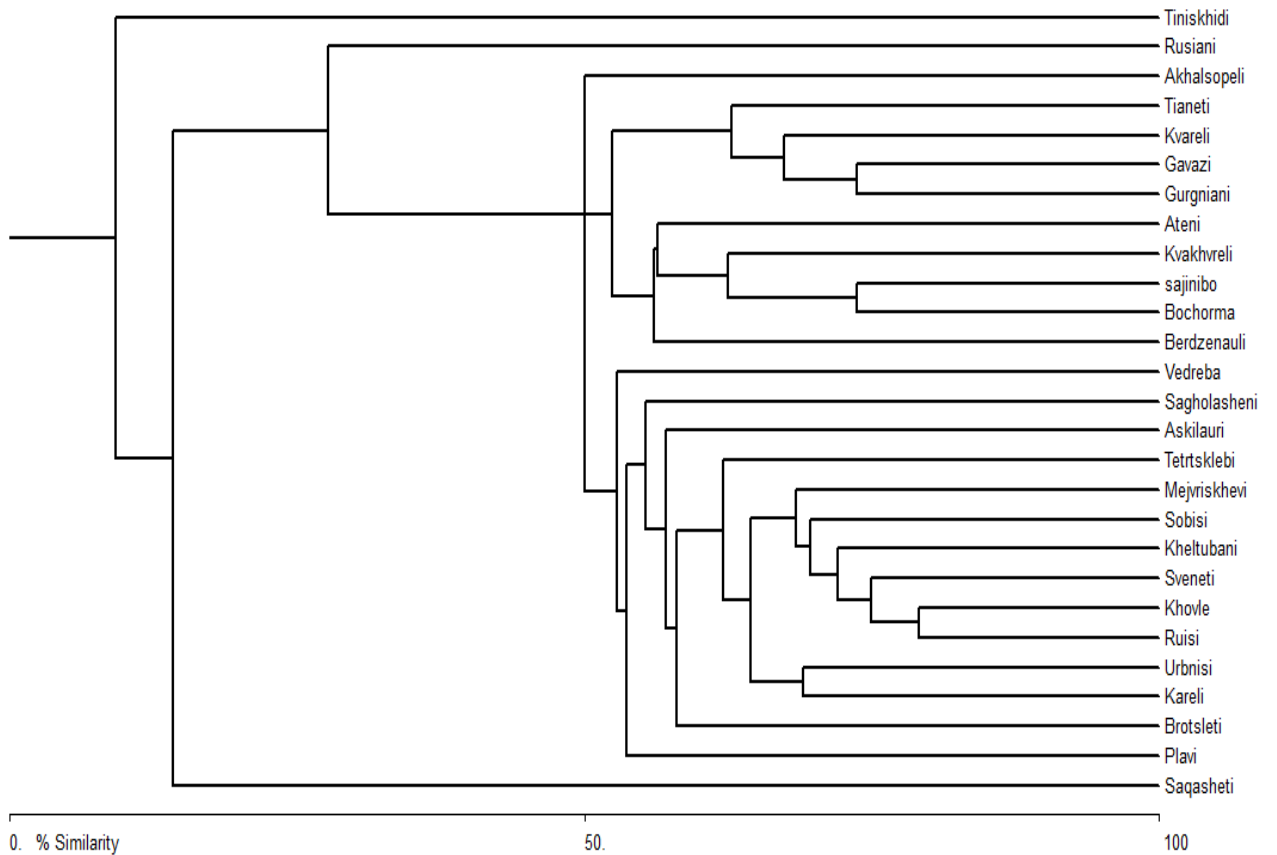 Tiniskhidi
Rusiani
Akhalsopeli
Tianeti
Kvareli
Gavazi
Gurgniani
Ateni
Kvakhvreli
sajinibo
Bochorma
Berdzenauli
Vedreba
Sagholasheni
Askilauri
Tetrtsklebi
Mejvriskhevi
Sobisi
Kheltubani
Sveneti
Khovle
Ruisi
Urbnisi
Kareli
Brotsleti
Plavi
Saqasheti
0. % Similarity 50. 100